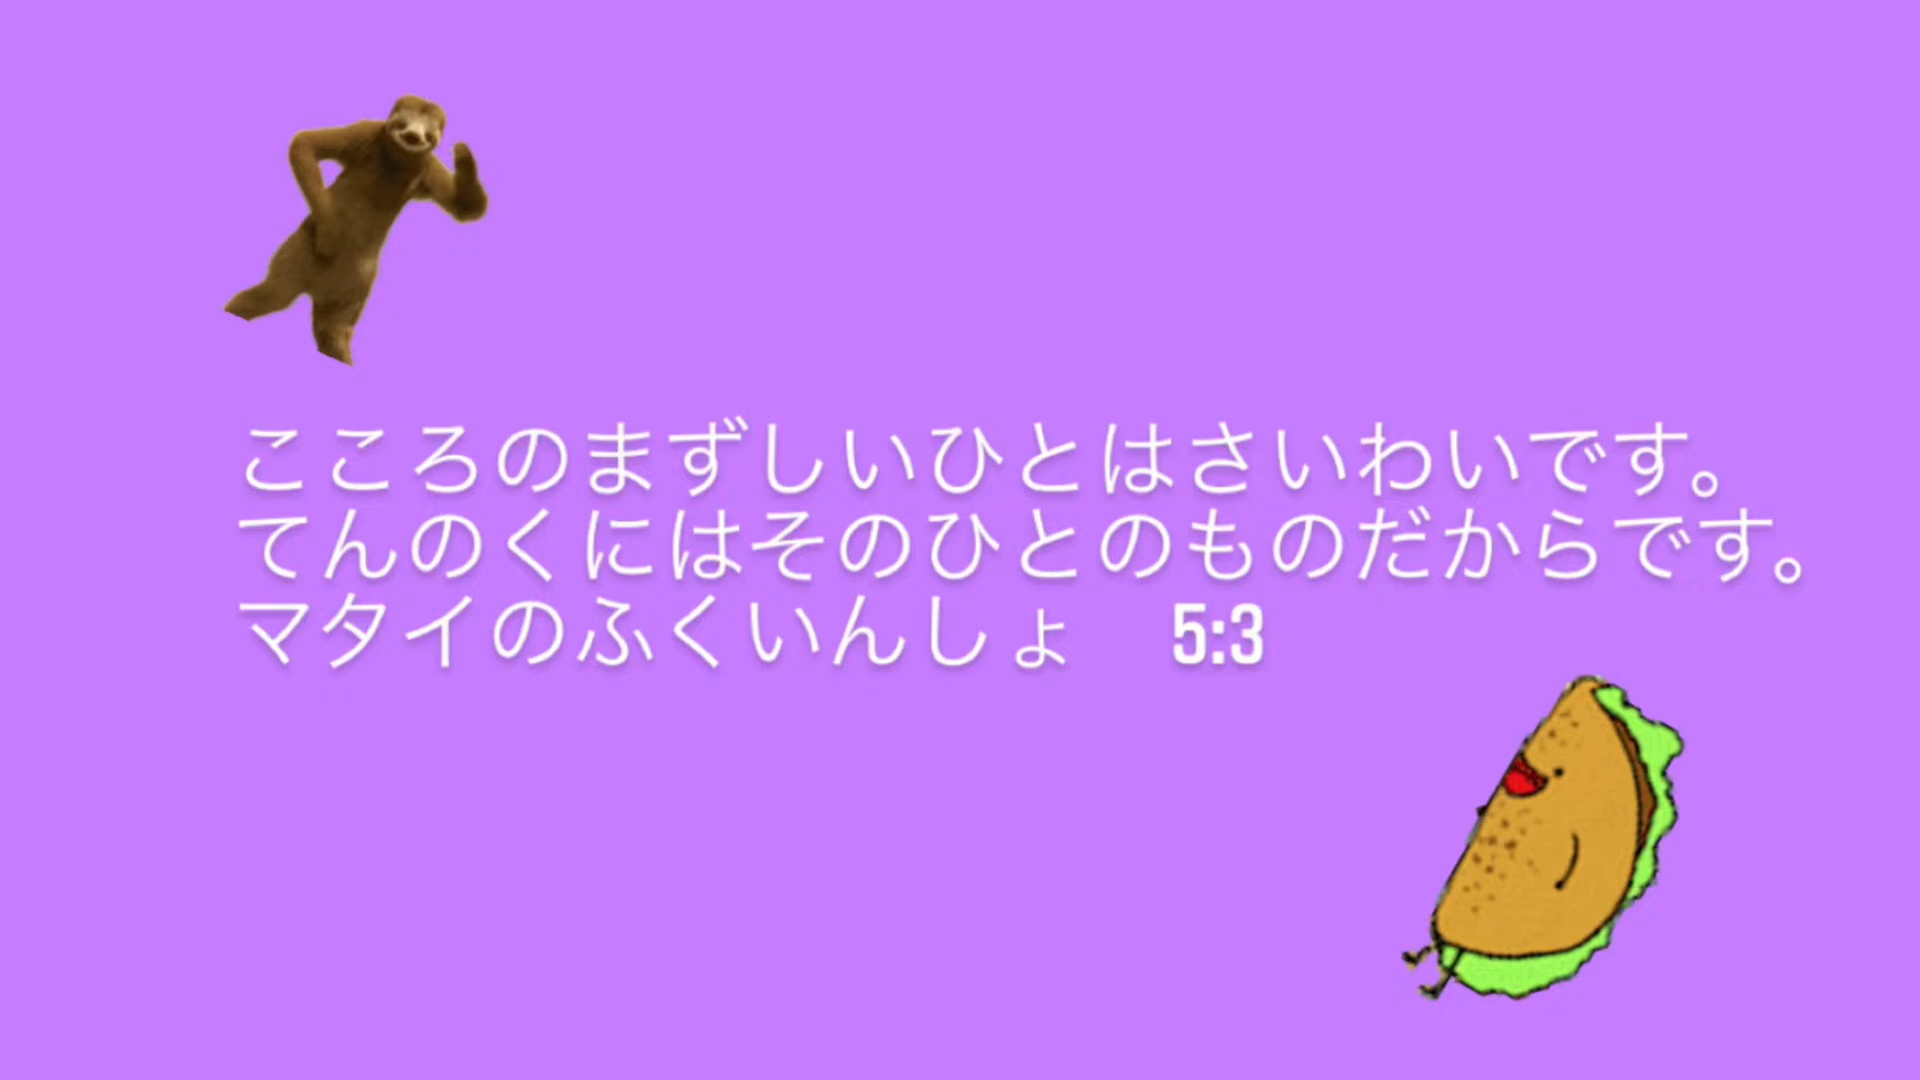 こころのまずしいひとはさいわいです。
てんのくにはそのひとのものだからです。
マタイのふくいんしょ　5:3